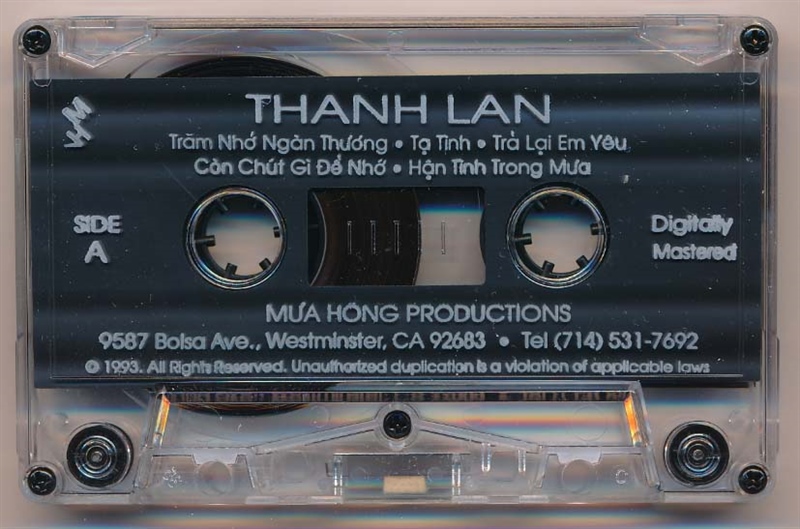 THANH LAN
Trăm Nhớ Ngàn Thương • Tạ Tình • Trả Lại Em Yêu
Còn Chút Gì Để Nhớ • Hận Tình Trong Mưa
SIDE
A
Digitally
Mastered
MƯA HỒNG PRODUCTIONS
9587 Bolsa Ave., Westminster, CA 92683 • Tel (714) 531-7692
© 1993. All Rights Reserved. Unauthorized duplication is a violation of applicable laws